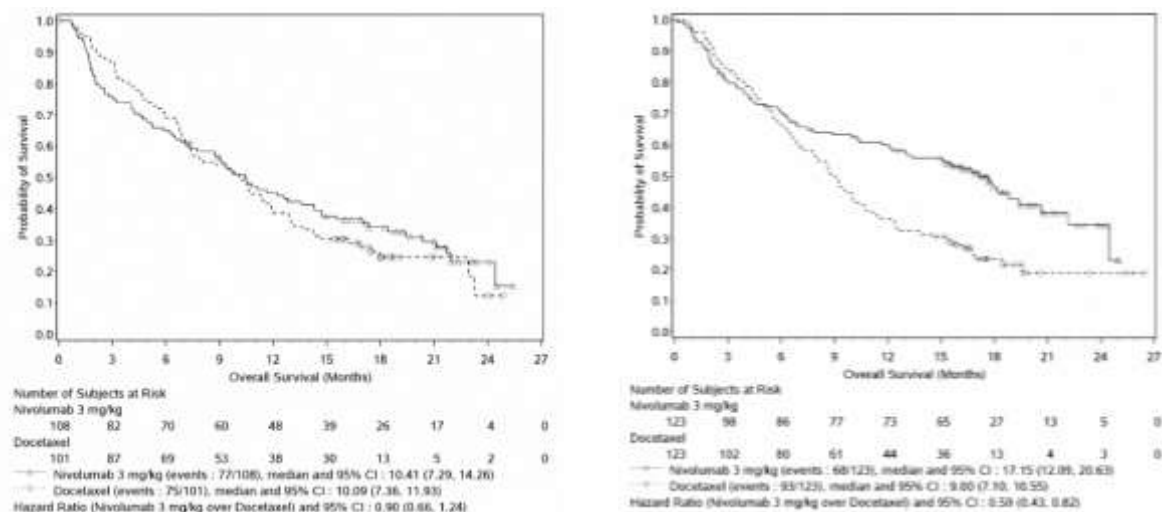 1.0
0.9
0.8
0.7
0.6
0.5
0.4
0.3
0.2
0.1
0.0
Probability of Survival
0 3 6 9 12 15 18 21 24 27
Overall Survival (Months)
Number of Subjects at Risk
Nivolumab 3 mg/kg
108 82 70 60 48 39 26 17 4 0
Docetaxel
101 87 69 53 38 30 13 5 2 0
Nivolumab 3 mg/kg (events : 77/108), median and 95% CI : 10.41 (7.29, 14.26)
Docetaxel (events : 75/101), median and 95% CI : 10.09 (7.36, 11.93)
Hazard Ratio (Nivolumab 3 mg/kg over Docetaxel) and 95% CI : 0.90 (0.66, 1.24)
1.0
0.9
0.8
0.7
0.6
0.5
0.4
0.3
0.2
0.1
0.0
Probability of Survival
0 3 6 9 12 15 18 21 24 27
Overall Survival (Months)
Number of Subjects at Risk
Nivolumab 3 mg/kg
123 98 86 77 73 65 27 13 5 0
Docetaxel
123 102 80 61 44 36 13 4 3 0
Nivolumab 3 mg/kg (events : 68/123), median and 95% CI : 17.15 (12.09, 20.63)
Docetaxel (events : 93/123), median and 95% CI : 9.00 (7.10, 10.55)
Hazard Ratio (Nivolumab 3 mg/kg over Docetaxel) and 95% CI : 0.59 (0.43, 0.82)